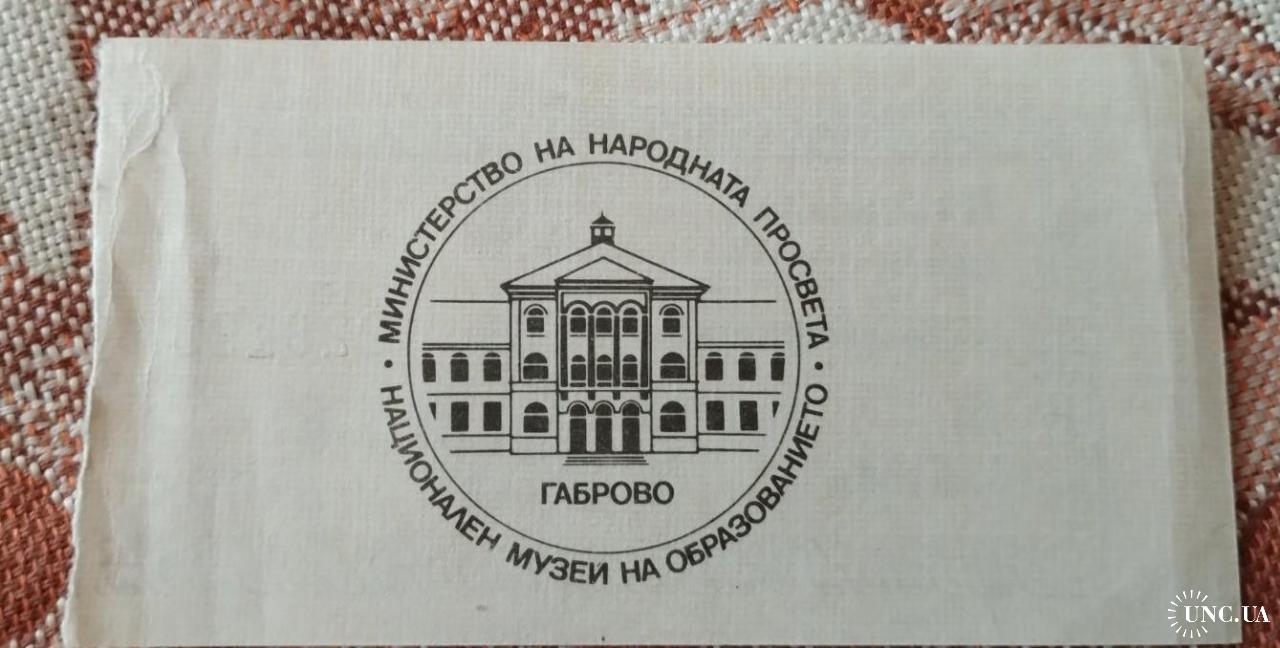 МИНИСТЕРСТВО НА НАРОДНАТА ПРОСВЕТА
НАЦИОНАЛЕН МУЗЕИ НА ОБРАЗОВАНИЕТО
ГАБРОВО
UNC.UA